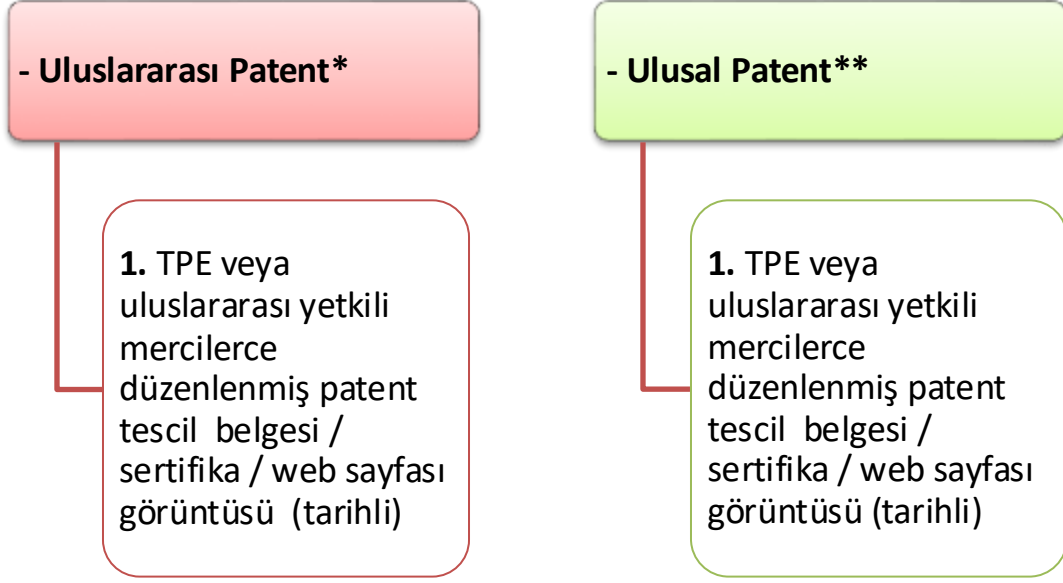 - Uluslararası Patent*
1. TPE veya
uluslararası yetkili
mercilerce
düzenlenmiş patent
tescil  belgesi /
sertifika / web sayfası
görüntüsü  (tarihli)
- Ulusal Patent**
1. TPE veya
uluslararası yetkili
mercilerce
düzenlenmiş patent
tescil  belgesi /
sertifika / web sayfası
görüntüsü (tarihli)